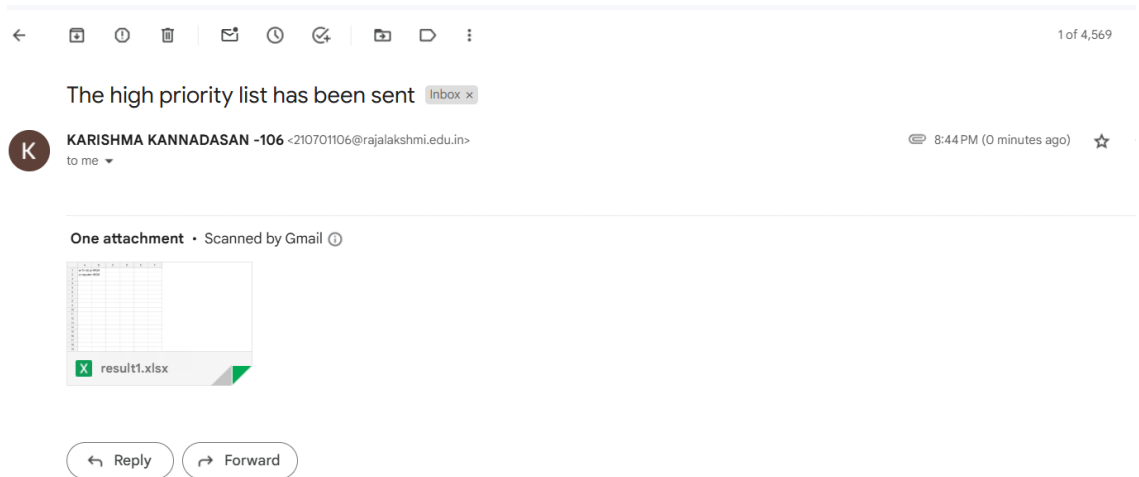 1 of 4,569
The high priority list has been sent Inbox ×
KARISHMA KANNADASAN -106 <210701106@rajalakshmi.edu.in> 8:44 PM (0 minutes ago)
K
to me
One attachment • Scanned by Gmail
X result1.xlsx
Reply Forward